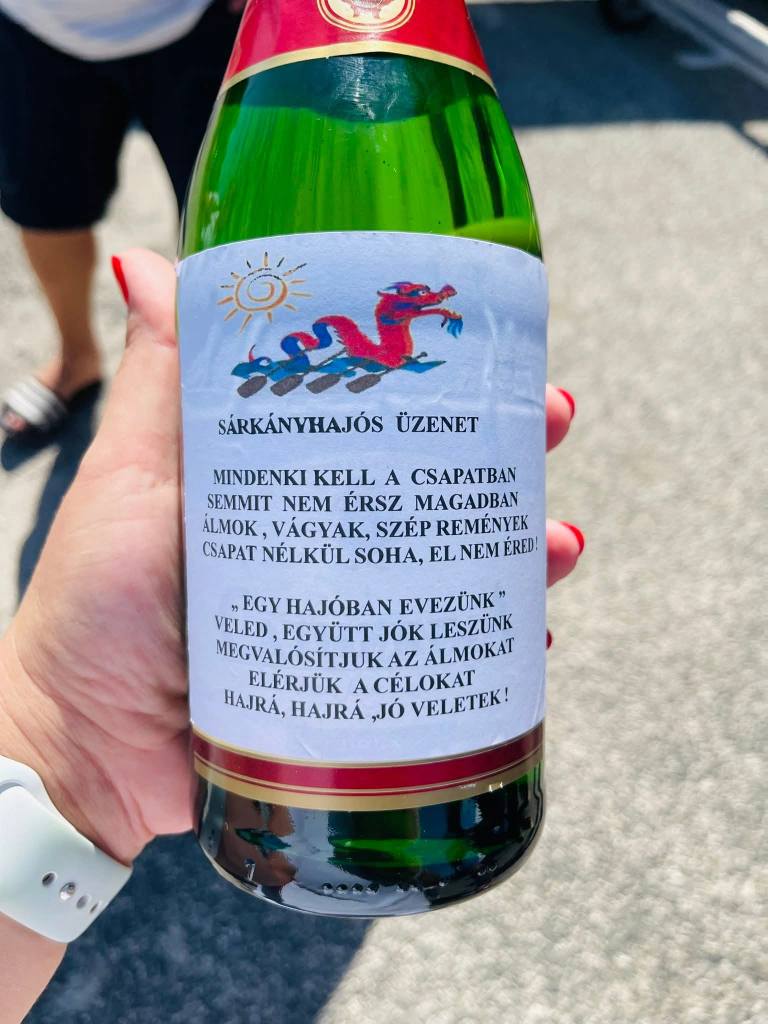 SÁRKÁNYHAJÓS ÜZENET
MINDENKI KELL A CSAPATBAN
SEMMIT NEM ÉRSZ MAGADBAN
ÁLMOK , VÁGYAK, SZÉP REMÉNYEK
CSAPAT NÉLKÜL SOHA, EL NEM ÉRED !
„ EGY HAJÓBAN EVEZÜNK ”
VELED , EGYÜTT JÓK LESZÜNK
MEGVALÓSÍTJUK AZ ÁLMOKAT
ELÉRJÜK A CÉLOKAT
HAJRÁ, HAJRÁ ,JÓ VELETEK !